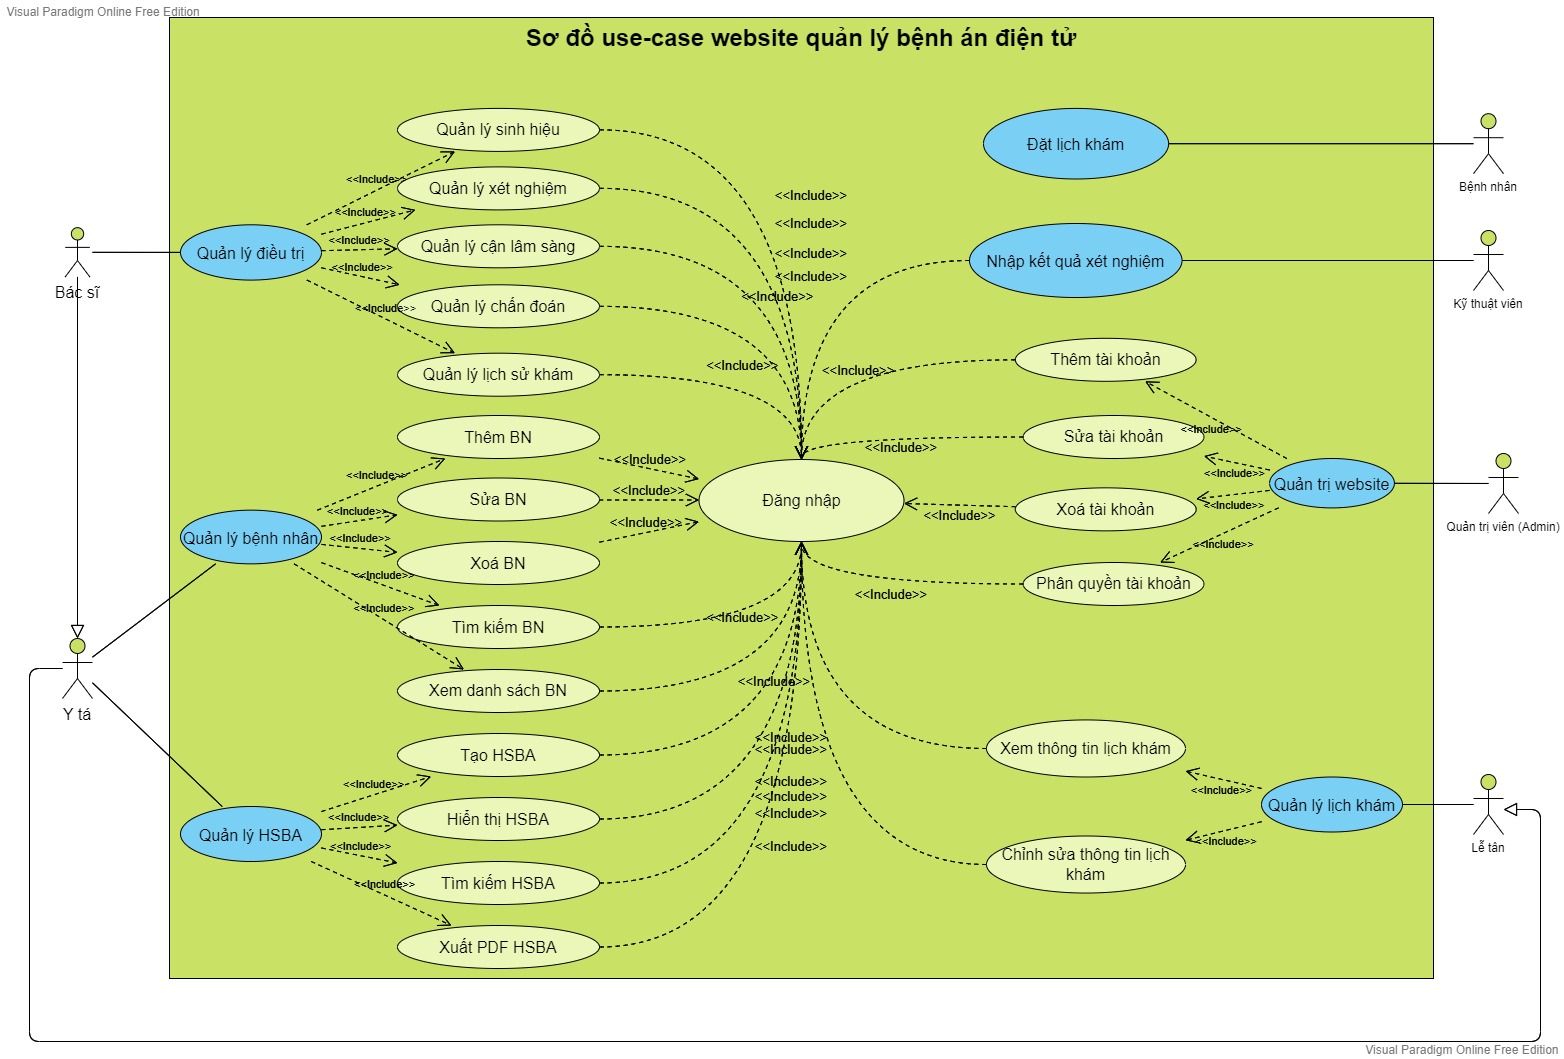 Visual Paradigm Online Free Edition
Sơ đồ use-case website quản lý bệnh án điện tử
Quản lý sinh hiệu
Đặt lịch khám
Bệnh nhân
<<Include>>
Quản lý xét nghiệm
<<Include>>
<<Include>>
<<Include>>
Bác sĩ
Quản lý điều trị
<<Include>>
Quản lý cận lâm sàng
<<Include>>
Nhập kết quả xét nghiệm
Kỹ thuật viên
<<Include>>
<<Include>>
<<Include>>
<<Include>>
Quản lý chấn đoán
Quản lý lịch sử khám
<<Include>>
<<Include>>
Thêm tài khoản
Thêm BN
<<Include>>
Sửa tài khoản
<<Include>>
<<Include>>
<<Include>>
<<Include>>
Sửa BN
<<Include>>
Đăng nhập
Quản trị website
<<Include>>
<<Include>>
<<Include>>
<<Include>>
Xoá tài khoản
<<Include>>
Quản trị viên (Admin)
Quản lý bệnh nhân
<<Include>>
<<Include>>
Xoá BN
<<Include>>
Phân quyền tài khoản
<<Include>>
<<Include>>
Tìm kiếm BN
<<Include>>
Xem danh sách BN
<<Include>>
Y tá
Tạo HSBA
<<Include>>
<<Include>>
Xem thông tin lịch khám
<<Include>>
<<Include>>
<<Include>>
<<Include>>
<<Include>>
Hiển thị HSBA
<<Include>>
Quản lý lịch khám
Quản lý HSBA
<<Include>>
<<Include>>
<<Include>>
Lễ tân
Chỉnh sửa thông tin lịch
khám
<<Include>>
Tìm kiếm HSBA
Xuất PDF HSBA
Visual Paradigm Online Free Edition